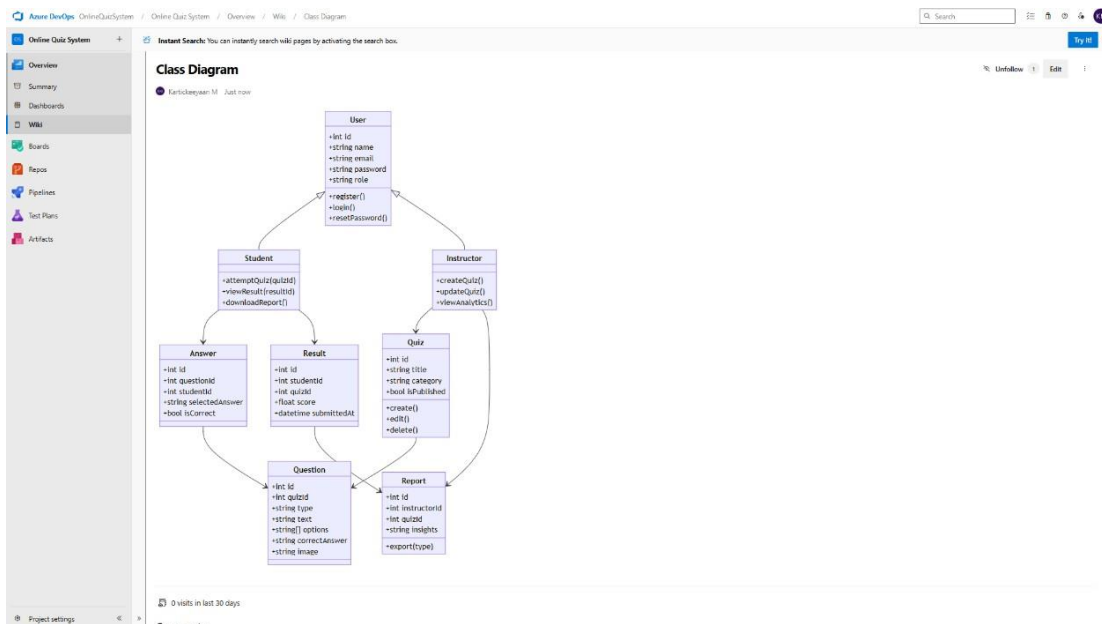 Azure DevOps OnlineQuizSystem / Online Quiz System / Overview / Wiki / Class Diagram
Search
Online Quiz System +
Overview
Summary
Dashboards
Wiki
Boards
Repos
Pipelines
Test Plans
Artifacts
Project settings
Instant Search: You can instantly search wiki pages by activating the search box.
Try it!
Class Diagram
Unfollow 1 Edit
Kartickeeyaan M Just now
User
+int id
+string name
+string email
+string password
+string role
+register()
+login()
+resetPassword()
Student
+attemptQuiz(quizId)
+viewResult(resultId)
+downloadReport()
Instructor
+createQuiz()
+updateQuiz()
+viewAnalytics()
Answer
+int id
+int questionId
+int studentId
+string selectedAnswer
+bool isCorrect
Result
+int id
+int studentId
+int quizId
+float score
+datetime submittedAt
Quiz
+int id
+string title
+string category
+bool isPublished
+create()
+edit()
+delete()
Question
+int id
+int quizId
+string type
+string text
+string[] options
+string correctAnswer
+string image
Report
+int id
+int instructorId
+int quizId
+string insights
+export(type)
0 visits in last 30 days